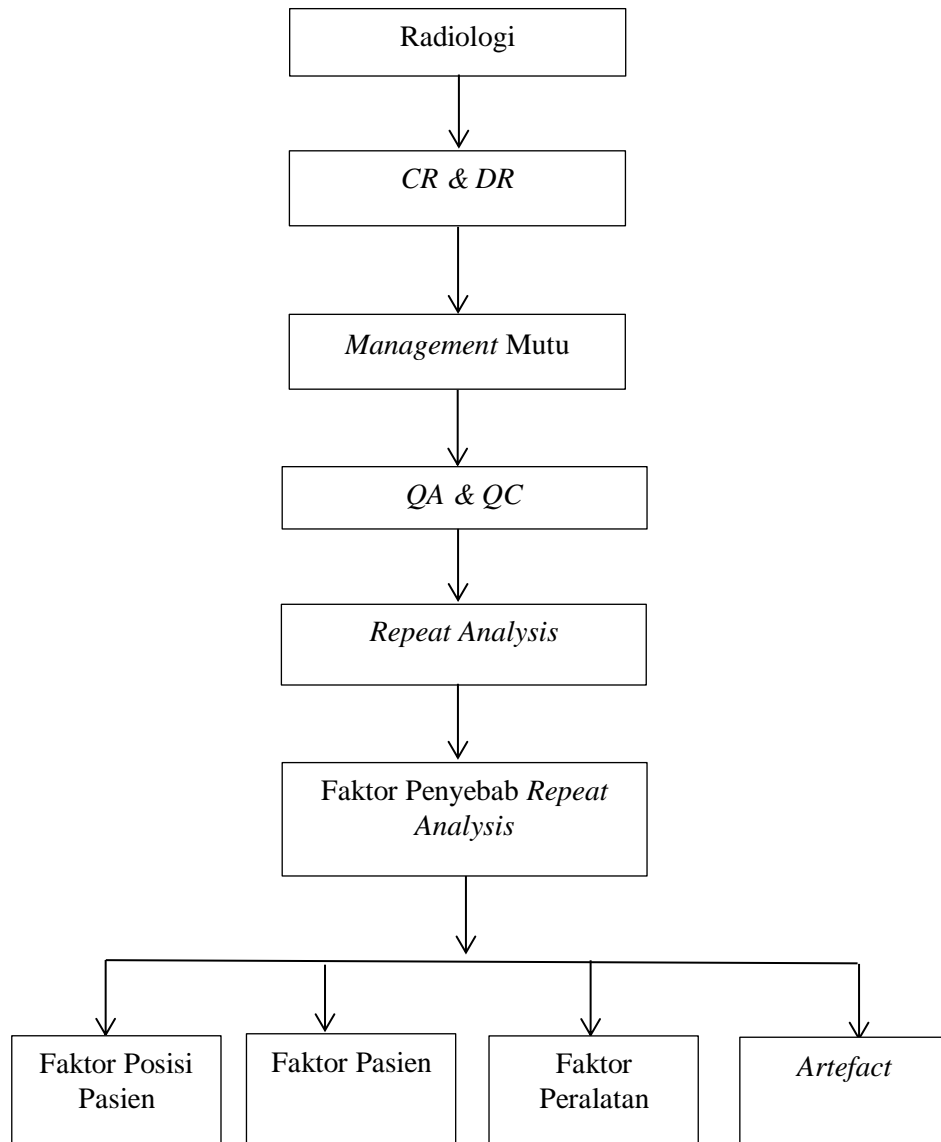 Radiologi
CR & DR
Management Mutu
QA & QC
Repeat Analysis
Faktor Penyebab Repeat
Analysis
Faktor Posisi
Pasien
Faktor Pasien
Faktor
Peralatan
Artefact